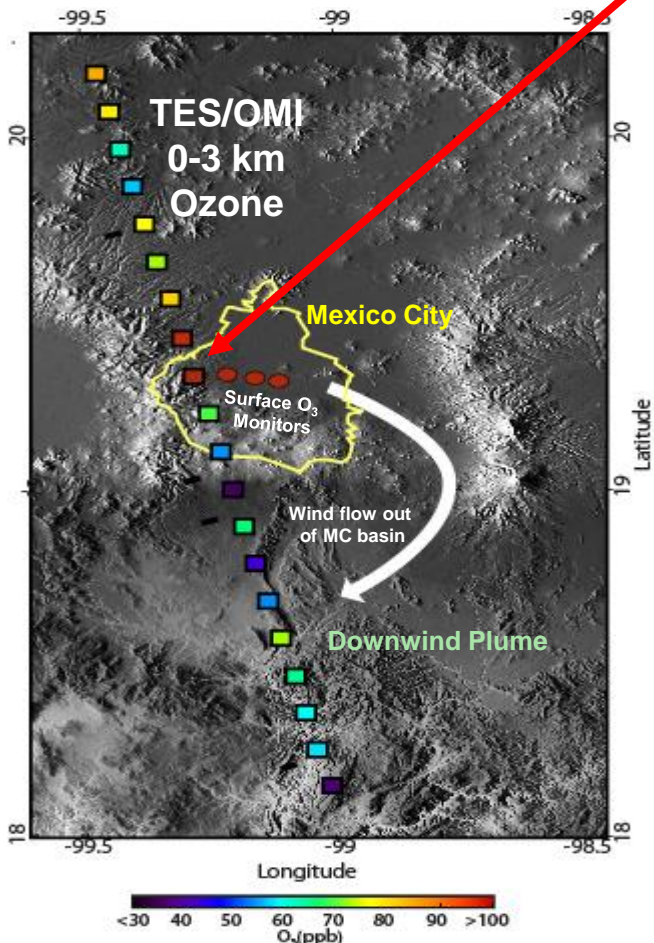 -99.5 -99 -98.5
TES/OMI
0-3 km
Ozone
20 20
Mexico City
Surface O₃
Monitors
Latitude
19
Wind flow out
of MC basin
Downwind Plume
18 18
-99.5 -99 -98.5
Longitude
<30 40 50 60 70 80 90 >100
O₃(ppb)